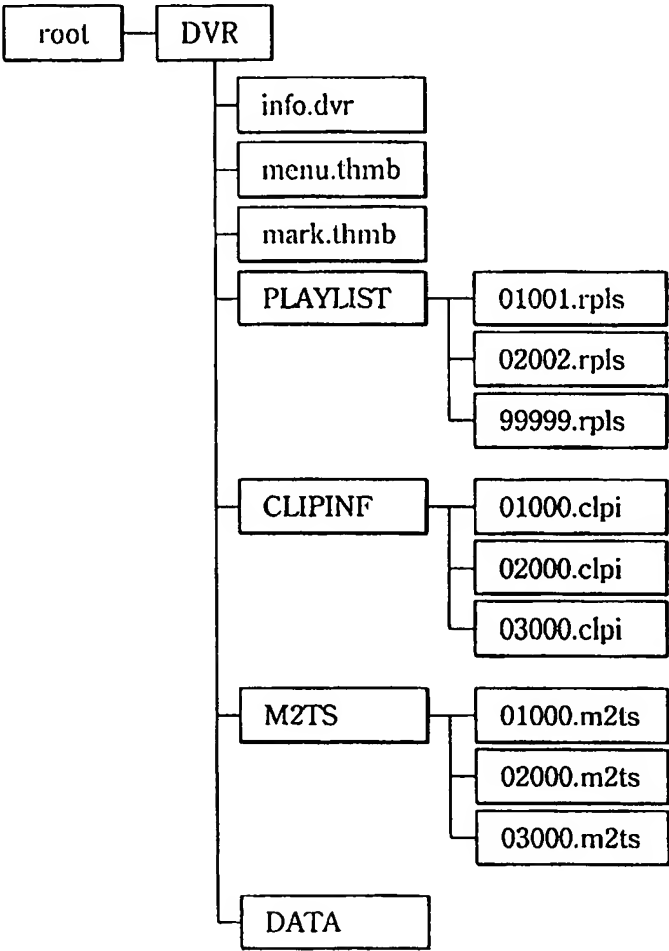 root DVR
info.dvr
menu.thmb
mark.thmb
PLAYLIST 01001.rpls
02002.rpls
99999.rpls
CLIPINF 01000.clpi
02000.clpi
03000.clpi
M2TS 01000.m2ts
02000.m2ts
03000.m2ts
DATA